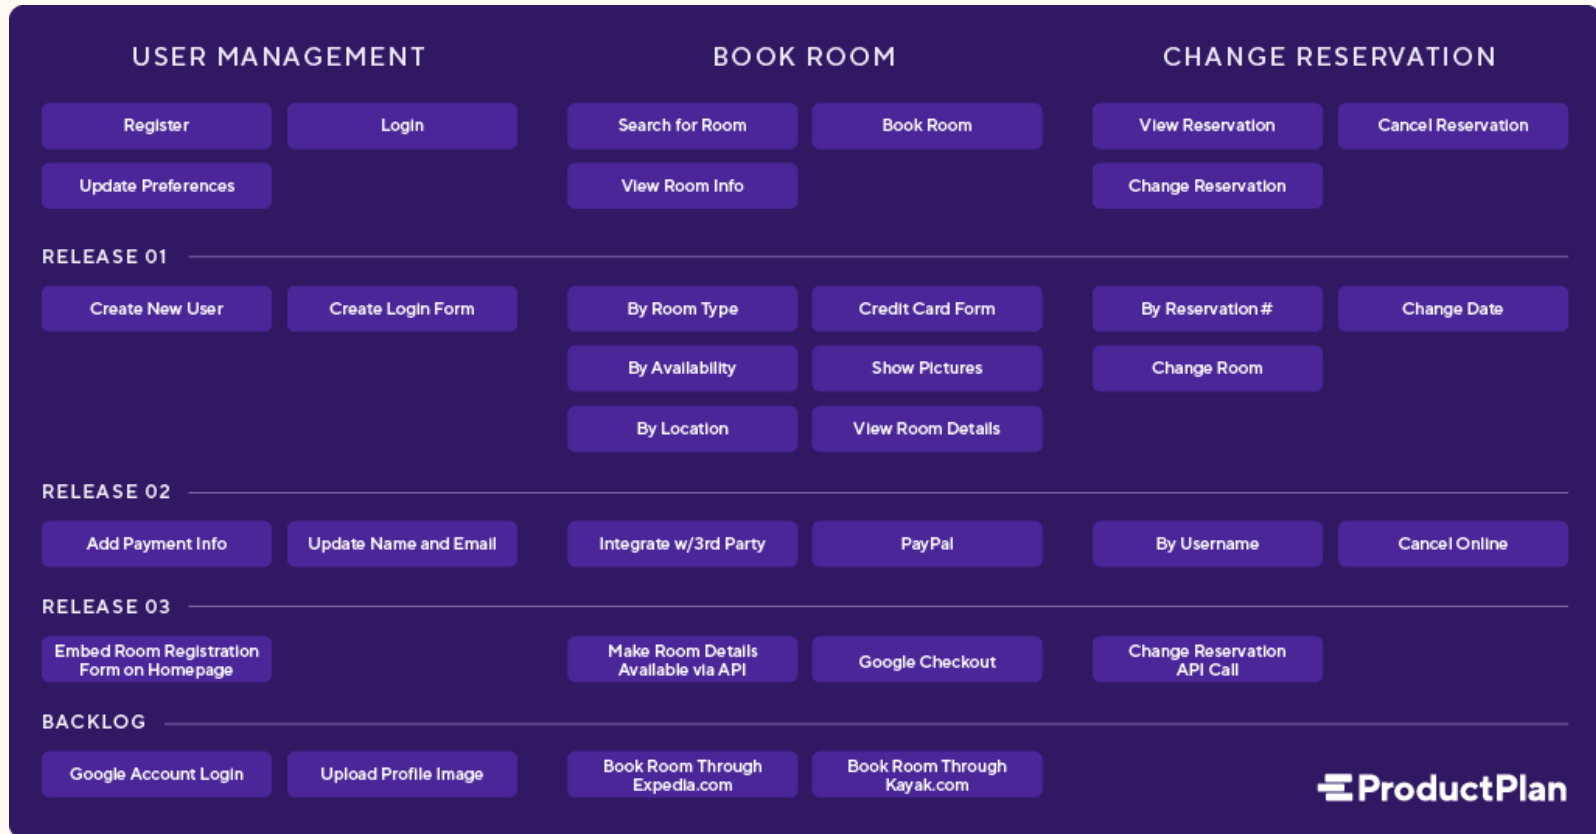 USER MANAGEMENT
BOOK ROOM
CHANGE RESERVATION
Register
Login
Search for Room
Book Room
View Reservation
Cancel Reservation
Update Preferences
View Room Info
Change Reservation
RELEASE 01
Create New User
Create Login Form
By Room Type
Credit Card Form
By Reservation #
Change Date
By Availability
Show Pictures
Change Room
By Location
View Room Details
RELEASE 02
Add Payment Info
Update Name and Email
Integrate w/3rd Party
PayPal
By Username
Cancel Online
RELEASE 03
Embed Room Registration
Form on Homepage
Make Room Details
Available via API
Google Checkout
Change Reservation
API Call
BACKLOG
Google Account Login
Upload Profile Image
Book Room Through
Expedia.com
Book Room Through
Kayak.com
ProductPlan